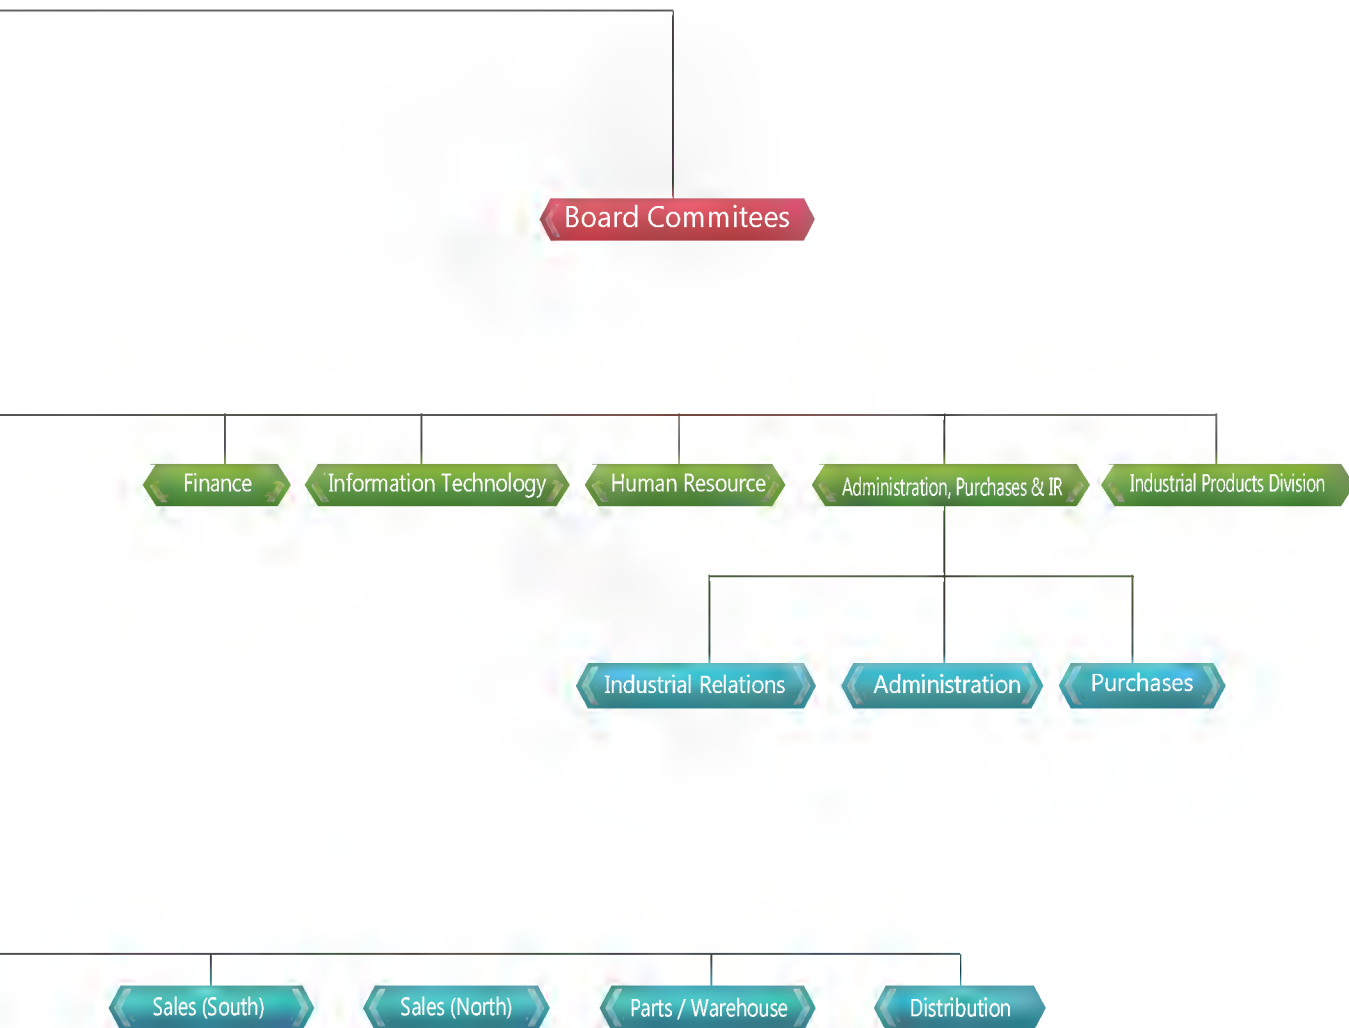 Board Commitees
Finance
Information Technology
Human Resource
Administration, Purchases & IR
Industrial Products Division
Industrial Relations
Administration
Purchases
Sales (South)
Sales (North)
Parts / Warehouse
Distribution